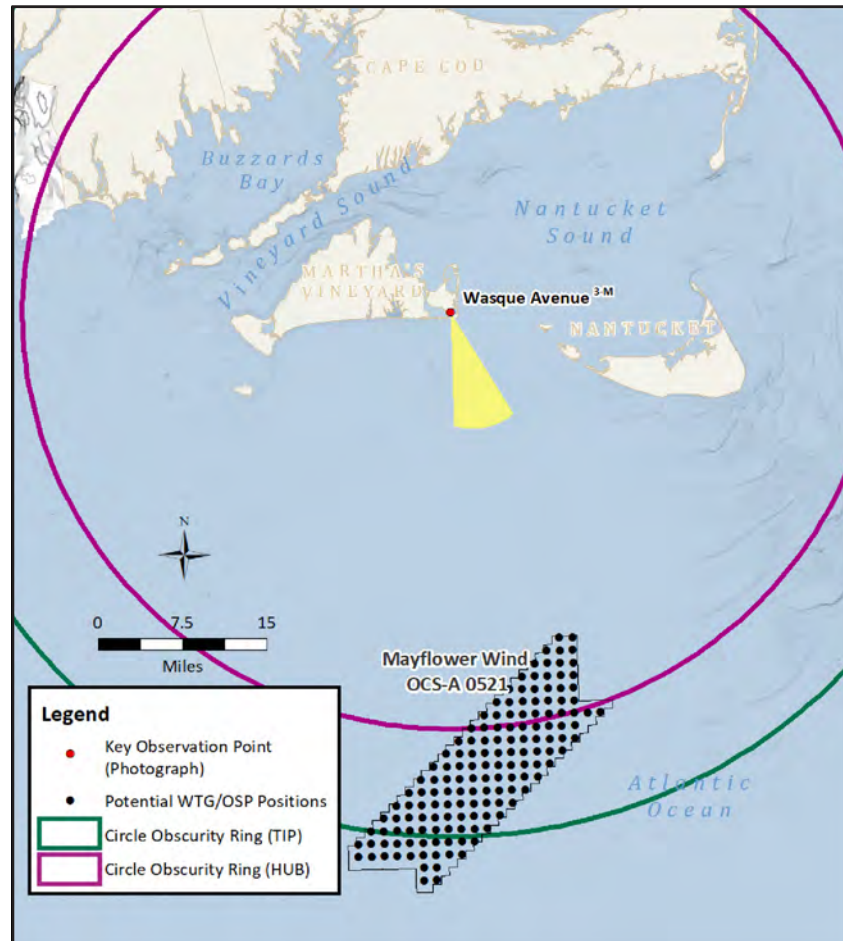 CAPE COD
Buzzards
Bay
Vineyard Sound
Nantucket
Sound
MARTHA'S
VINEYARD
Wasque Avenue 3-M
NANTUCKET
N
0 7.5 15
Miles
Mayflower Wind
OCS-A 0521
Atlantic
Ocean
Legend
Key Observation Point
(Photograph)
Potential WTG/OSP Positions
Circle Obscurity Ring (TIP)
Circle Obscurity Ring (HUB)